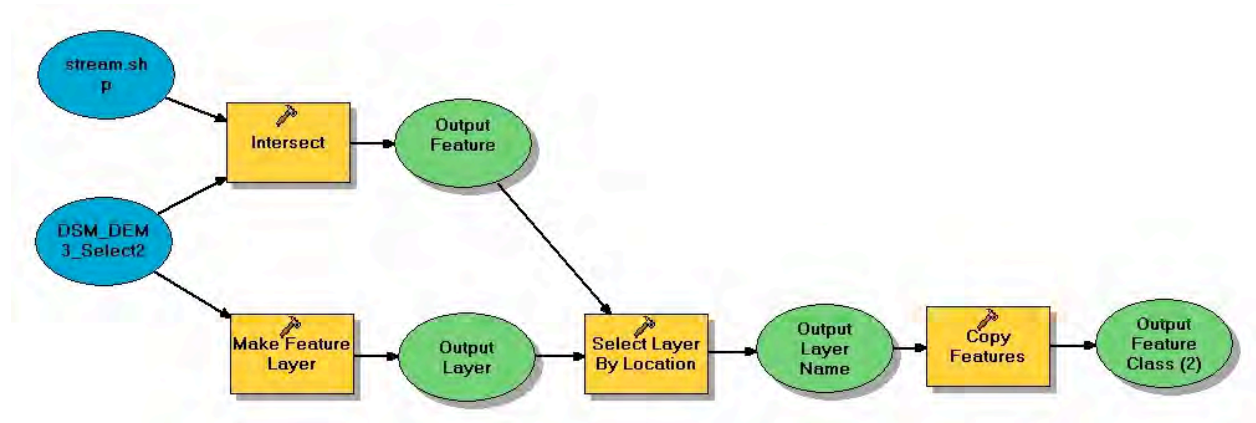 stream.sh
p
Intersect
Output
Feature
DSM_DEM
3_Select2
Make Feature
Layer
Output
Layer
Select Layer
By Location
Output
Layer
Name
Copy
Features
Output
Feature
Class (2)